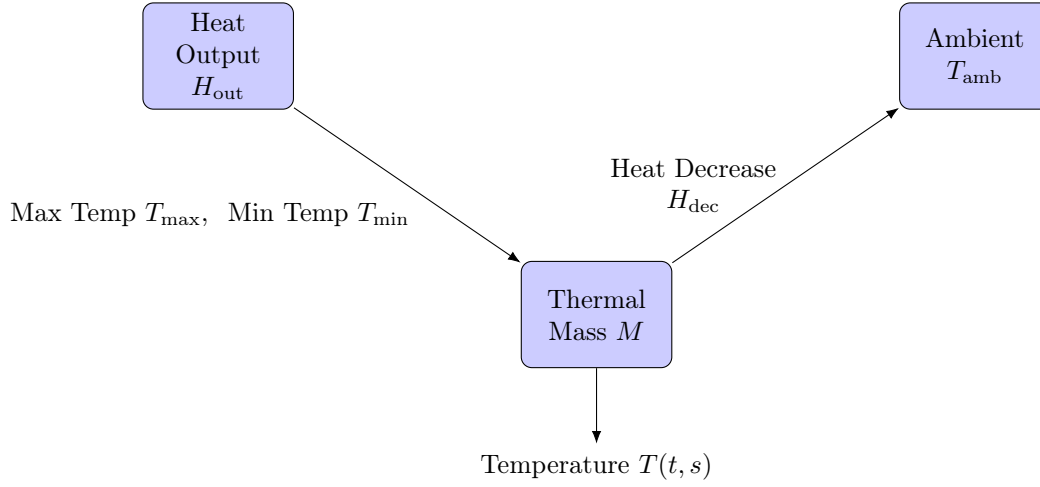 Heat
Output
H_out
Ambient
T_amb
Heat Decrease
H_dec
Max Temp T_max, Min Temp T_min
Thermal
Mass M
Temperature T(t, s)